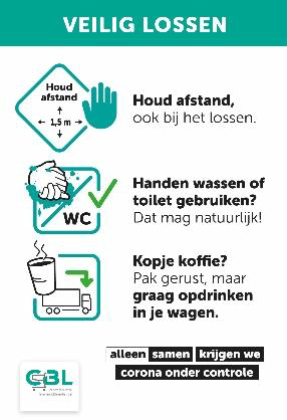 VEILIG LOSSEN
Houd
afstand
1,5 m
Houd afstand,
ook bij het lossen.
WC
Handen wassen of
toilet gebruiken?
Dat mag natuurlijk!
Kopje koffie?
Pak gerust, maar
graag opdrinken
in je wagen.
alleen samen krijgen we
corona onder controle
CBL